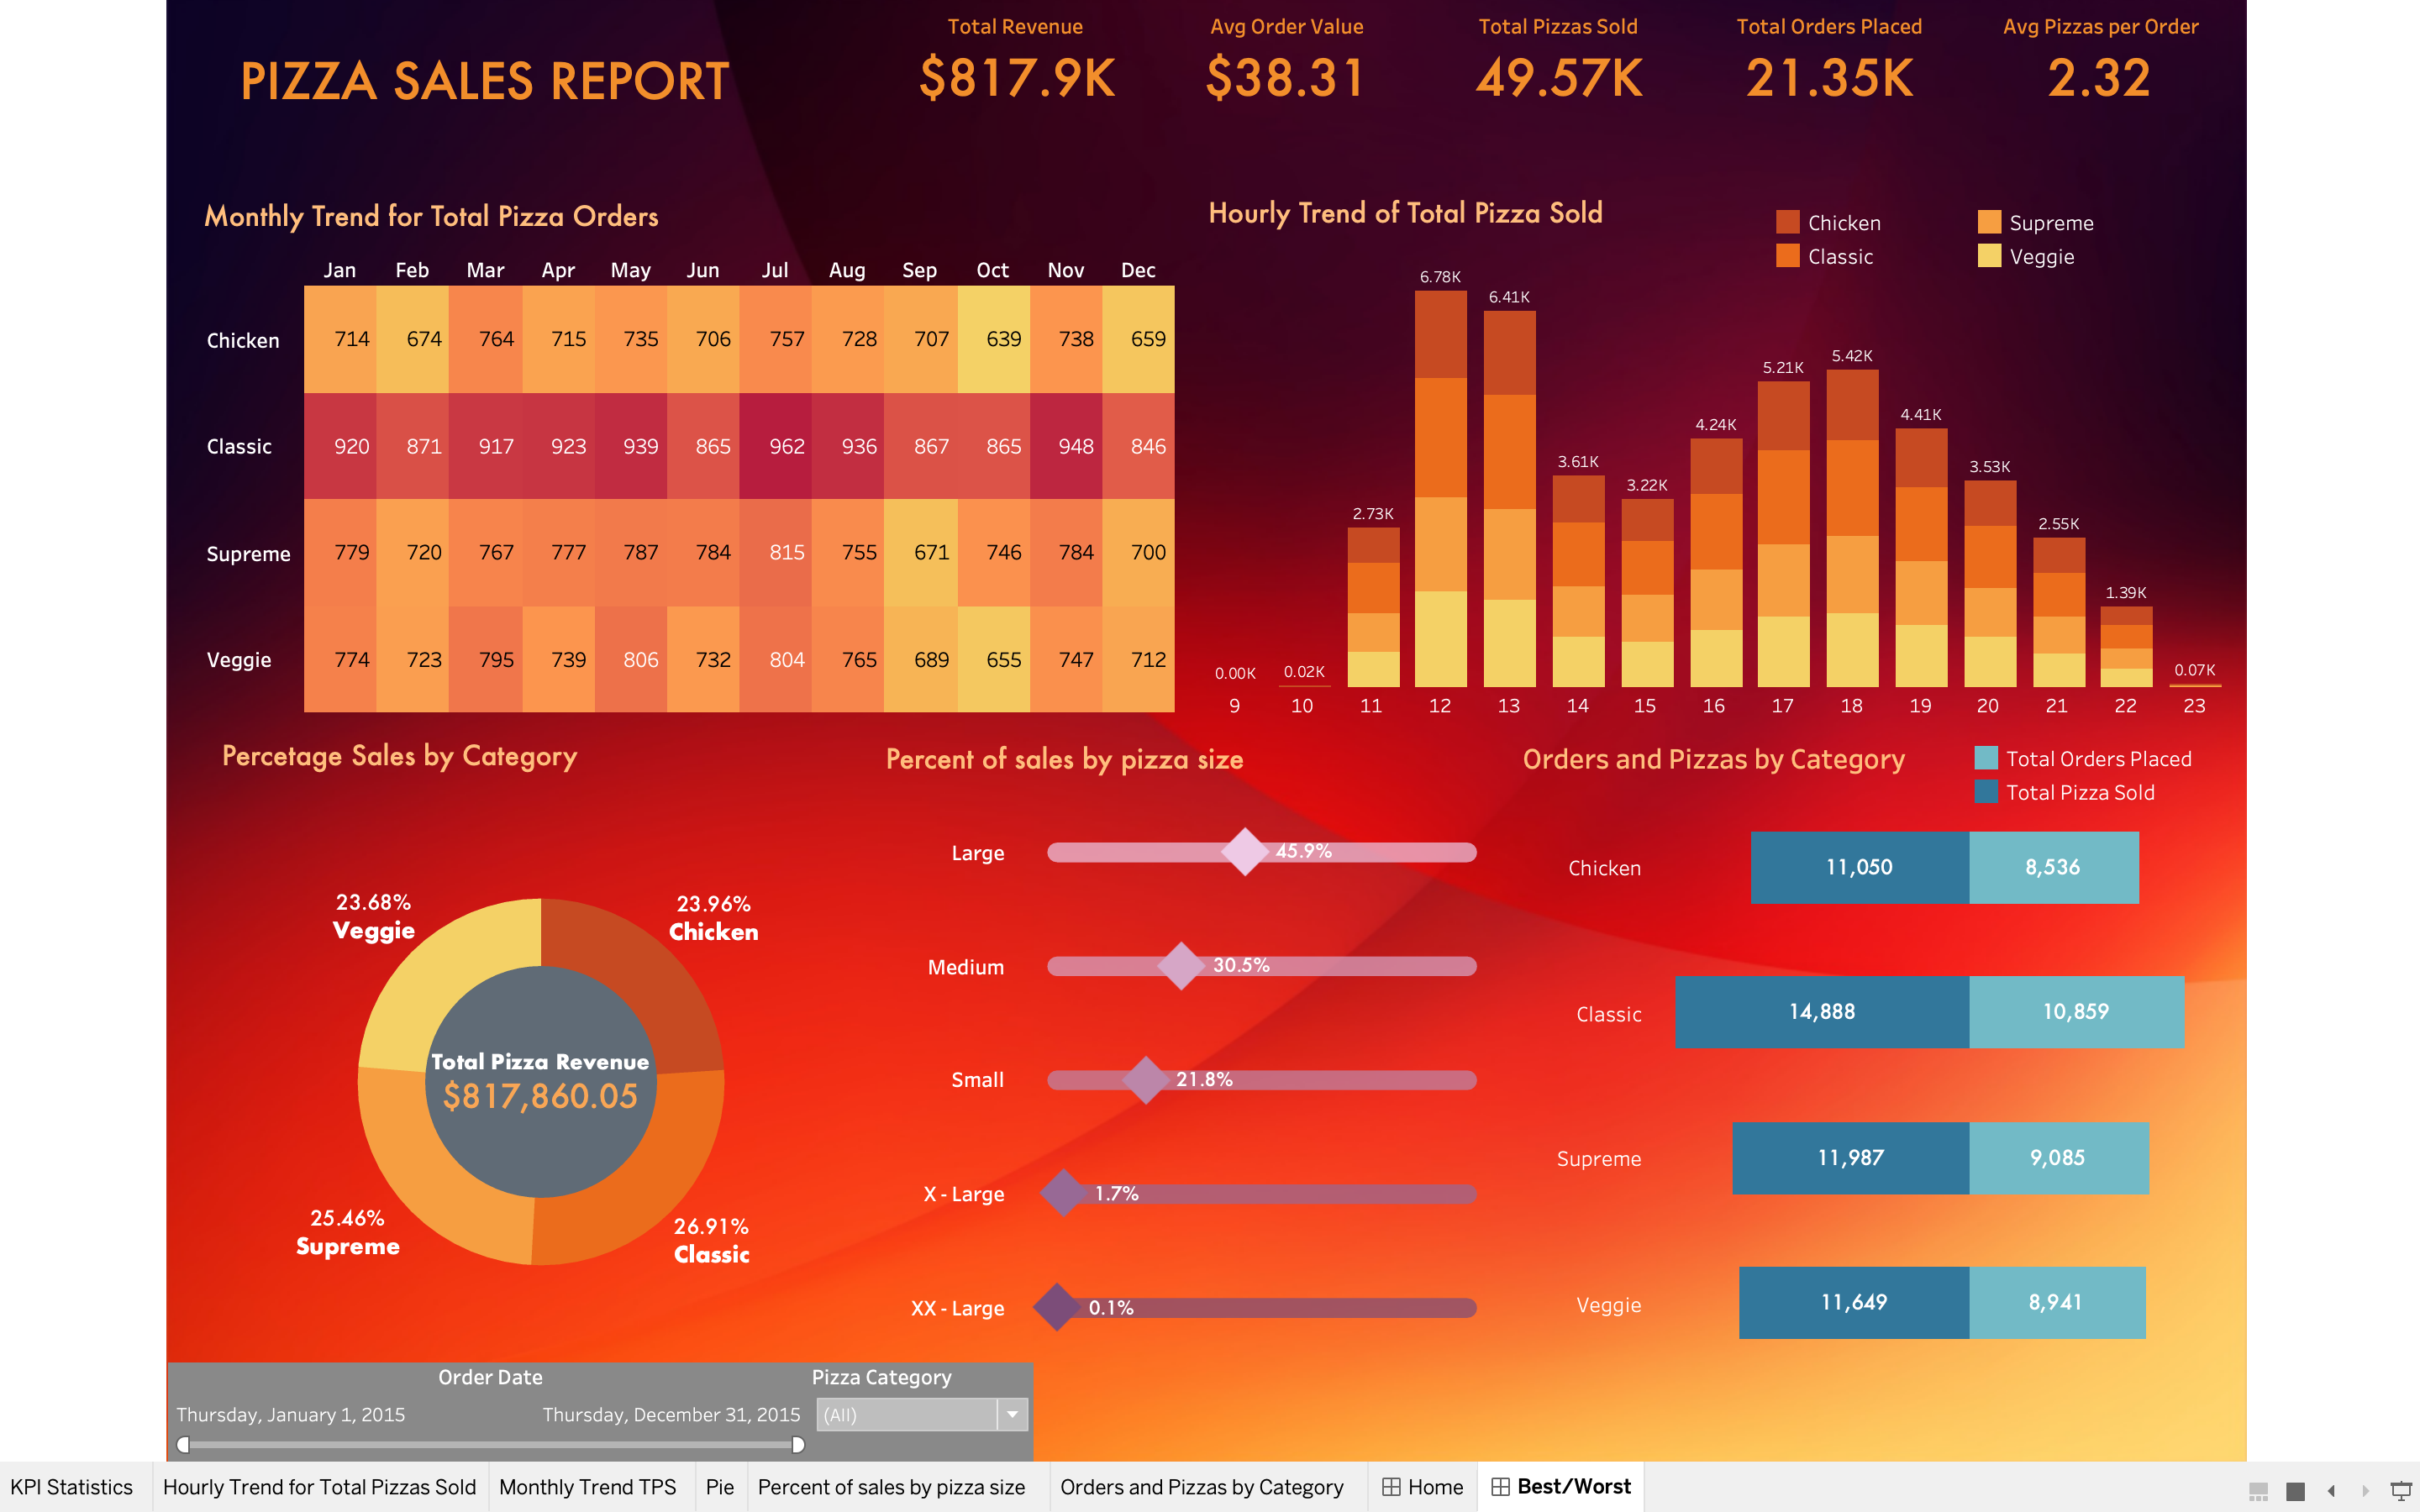 Total Revenue Avg Order Value Total Pizzas Sold Total Orders Placed Avg Pizzas per Order
PIZZA SALES REPORT $817.9K $38.31 49.57K 21.35K 2.32
Monthly Trend for Total Pizza Orders
Jan Feb Mar Apr May Jun Jul Aug Sep Oct Nov Dec
Chicken 714 674 764 715 735 706 757 728 707 639 738 659
Classic 920 871 917 923 939 865 962 936 867 865 948 846
Supreme 779 720 767 777 787 784 815 755 671 746 784 700
Veggie 774 723 795 739 806 732 804 765 689 655 747 712
Hourly Trend of Total Pizza Sold
Chicken Supreme
Classic Veggie
0.00K 0.02K 2.73K 6.78K 6.41K 3.61K 3.22K 4.24K 5.21K 5.42K 4.41K 3.53K 2.55K 1.39K 0.07K
9 10 11 12 13 14 15 16 17 18 19 20 21 22 23
Percetage Sales by Category
23.68%
Veggie
23.96%
Chicken
Total Pizza Revenue
$817,860.05
25.46%
Supreme
26.91%
Classic
Percent of sales by pizza size
Large 45.9%
Medium 30.5%
Small 21.8%
X - Large 1.7%
XX - Large 0.1%
Orders and Pizzas by Category
Total Orders Placed
Total Pizza Sold
Chicken 11,050 8,536
Classic 14,888 10,859
Supreme 11,987 9,085
Veggie 11,649 8,941
Order Date Pizza Category
Thursday, January 1, 2015 Thursday, December 31, 2015 (All)
KPI Statistics Hourly Trend for Total Pizzas Sold Monthly Trend TPS Pie Percent of sales by pizza size Orders and Pizzas by Category Home Best/Worst